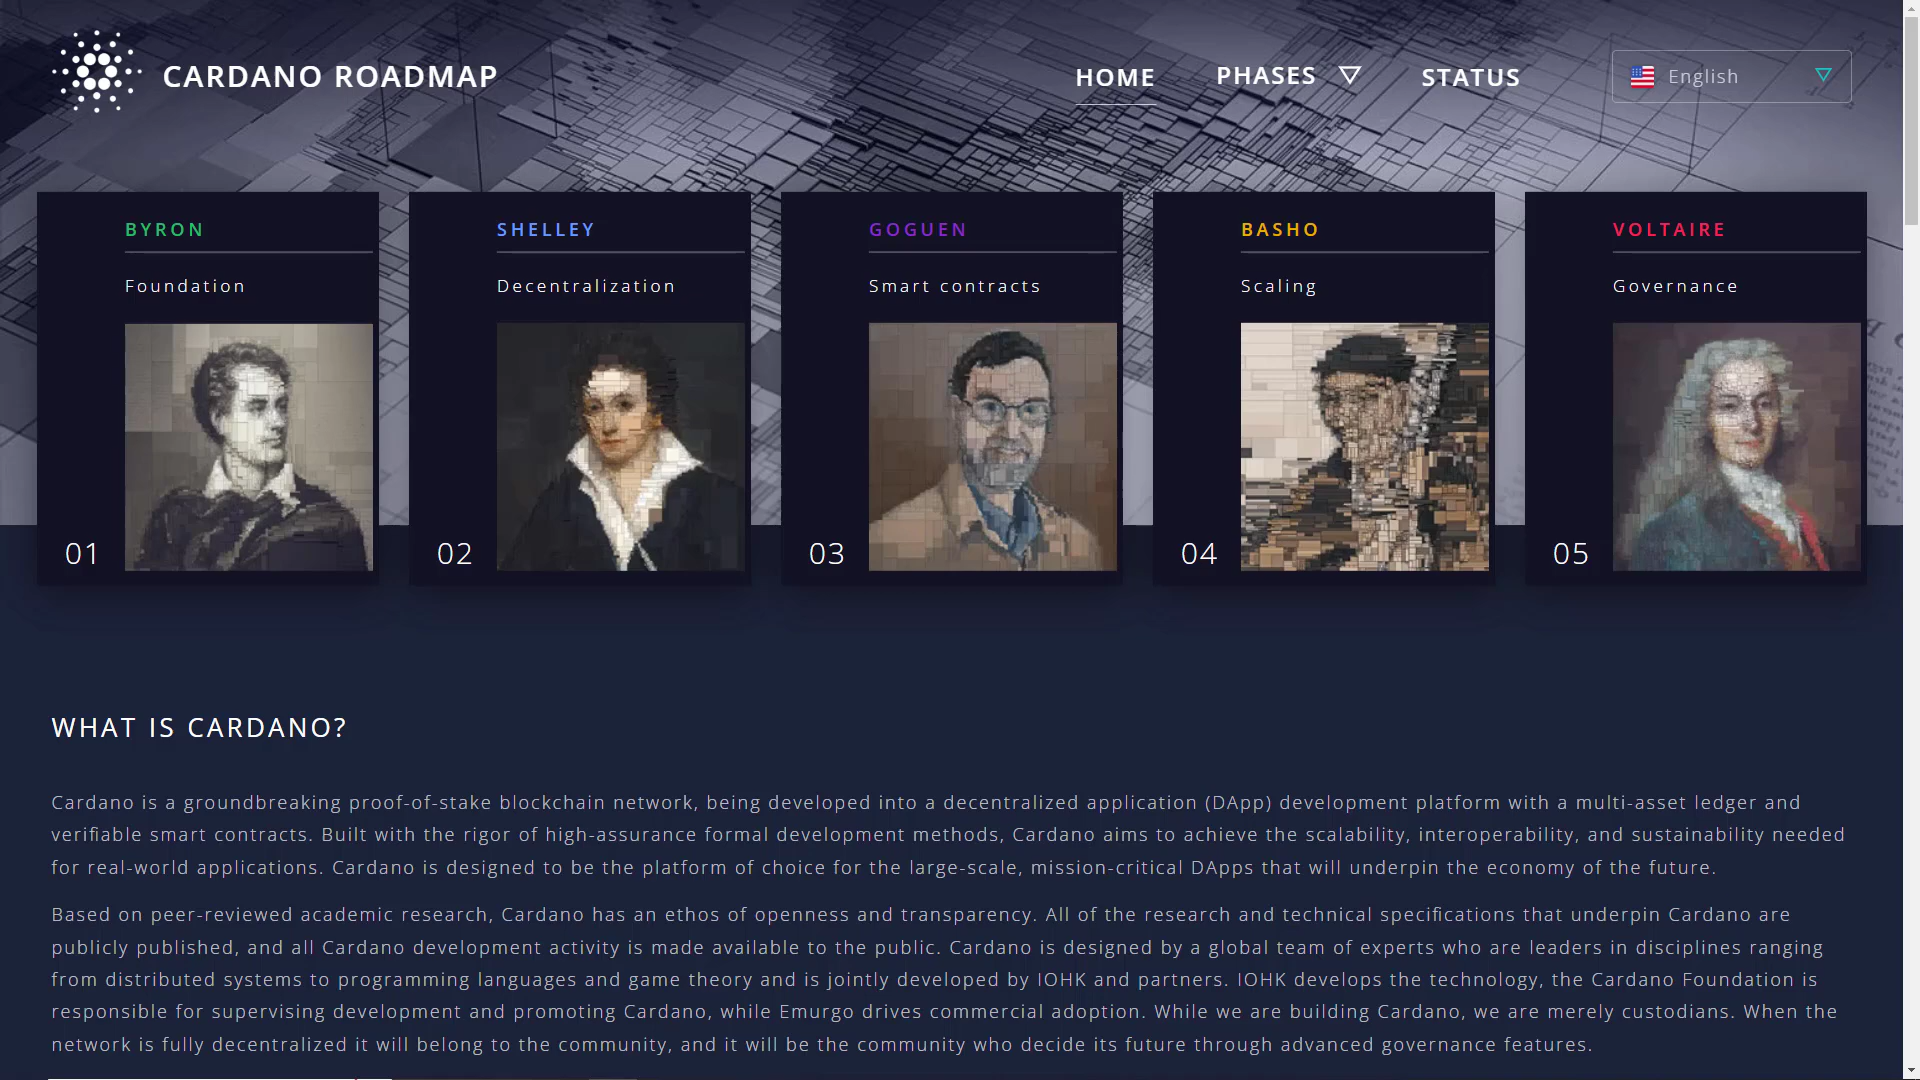 CARDANO ROADMAP
HOME
PHASES
STATUS
English
BYRON
Foundation
01
SHELLEY
Decentralization
02
GOGUEN
Smart contracts
03
BASHO
Scaling
04
VOLTAIRE
Governance
05
WHAT IS CARDANO?
Cardano is a groundbreaking proof-of-stake blockchain network, being developed into a decentralized application (DApp) development platform with a multi-asset ledger and
verifiable smart contracts. Built with the rigor of high-assurance formal development methods, Cardano aims to achieve the scalability, interoperability, and sustainability needed
for real-world applications. Cardano is designed to be the platform of choice for the large-scale, mission-critical DApps that will underpin the economy of the future.
Based on peer-reviewed academic research, Cardano has an ethos of openness and transparency. All of the research and technical specifications that underpin Cardano are
publicly published, and all Cardano development activity is made available to the public. Cardano is designed by a global team of experts who are leaders in disciplines ranging
from distributed systems to programming languages and game theory and is jointly developed by IOHK and partners. IOHK develops the technology, the Cardano Foundation is
responsible for supervising development and promoting Cardano, while Emurgo drives commercial adoption. While we are building Cardano, we are merely custodians. When the
network is fully decentralized it will belong to the community, and it will be the community who decide its future through advanced governance features.